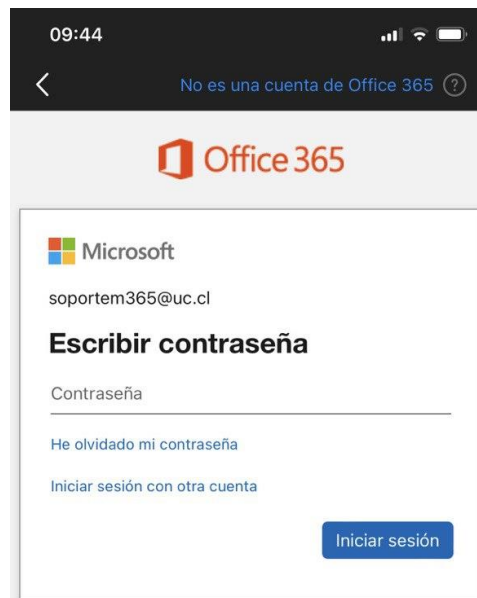 09:44
No es una cuenta de Office 365 ?
Office 365
Microsoft
soportem365@uc.cl
Escribir contraseña
Contraseña
He olvidado mi contraseña
Iniciar sesión con otra cuenta
Iniciar sesión